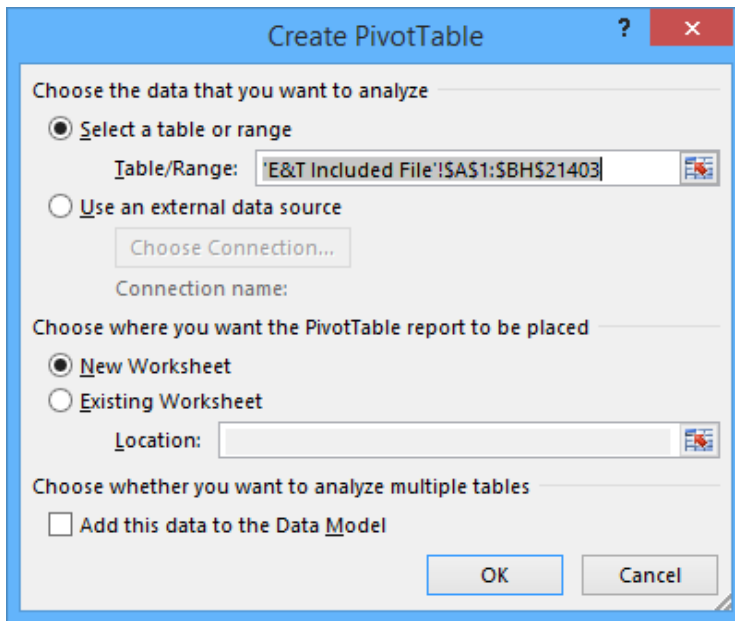 Create PivotTable
?
Choose the data that you want to analyze
Select a table or range
Table/Range: 'E&T Included File'!$A$1:$BH$21403
Use an external data source
Choose Connection...
Connection name:
Choose where you want the PivotTable report to be placed
New Worksheet
Existing Worksheet
Location:
Choose whether you want to analyze multiple tables
Add this data to the Data Model
OK Cancel